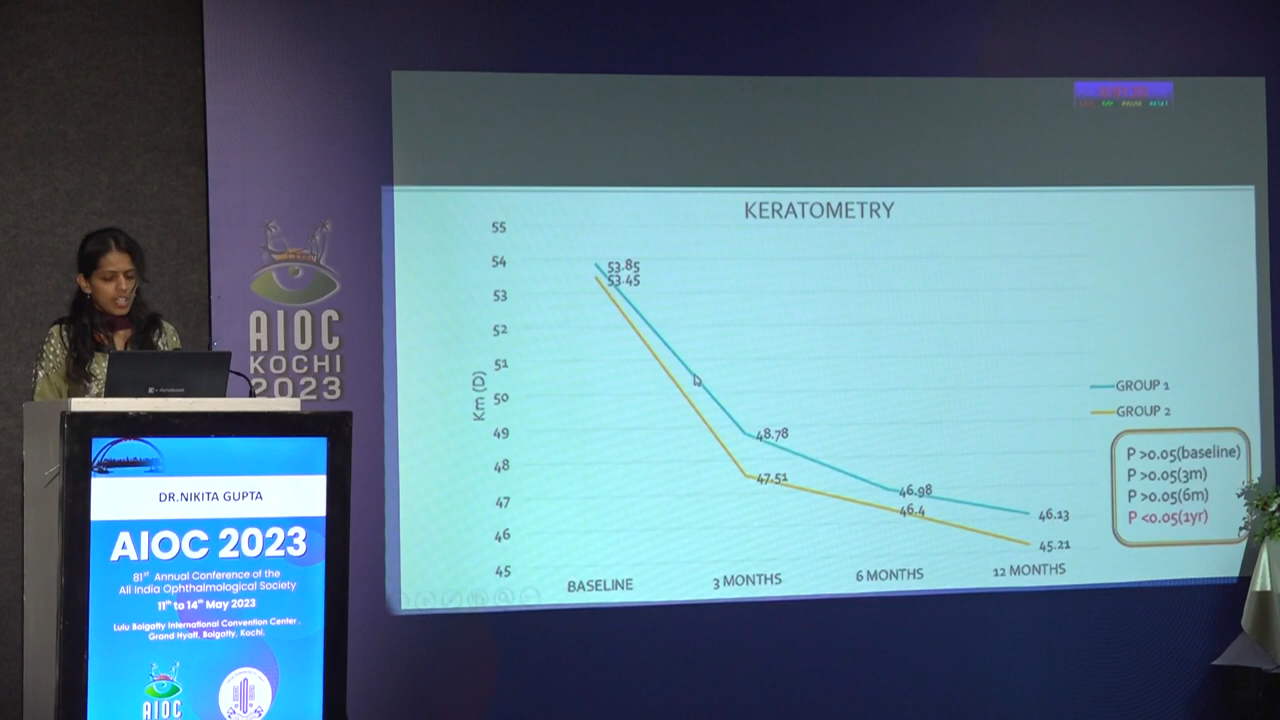 PAUSE
RESET
KERATOMETRY
55
54
53
52
51
50
49
48
47
46
45
Km (D)
53.85
53.45
48.78
47.51
46.98
46.4
46.13
45.21
BASELINE
3 MONTHS
6 MONTHS
12 MONTHS
GROUP 1
GROUP 2
P >0.05(baseline)
P >0.05(3m)
P >0.05(6m)
P <0.05(1yr)
AIOC
KOCHI
2023
DR.NIKITA GUPTA
AIOC 2023
81st Annual Conference of the
All India Ophthalmological Society
11th to 14th May 2023
Lulu Bolgatty International Convention Center .
Grand Hyatt, Bolgatty, Kochi.
AIOC